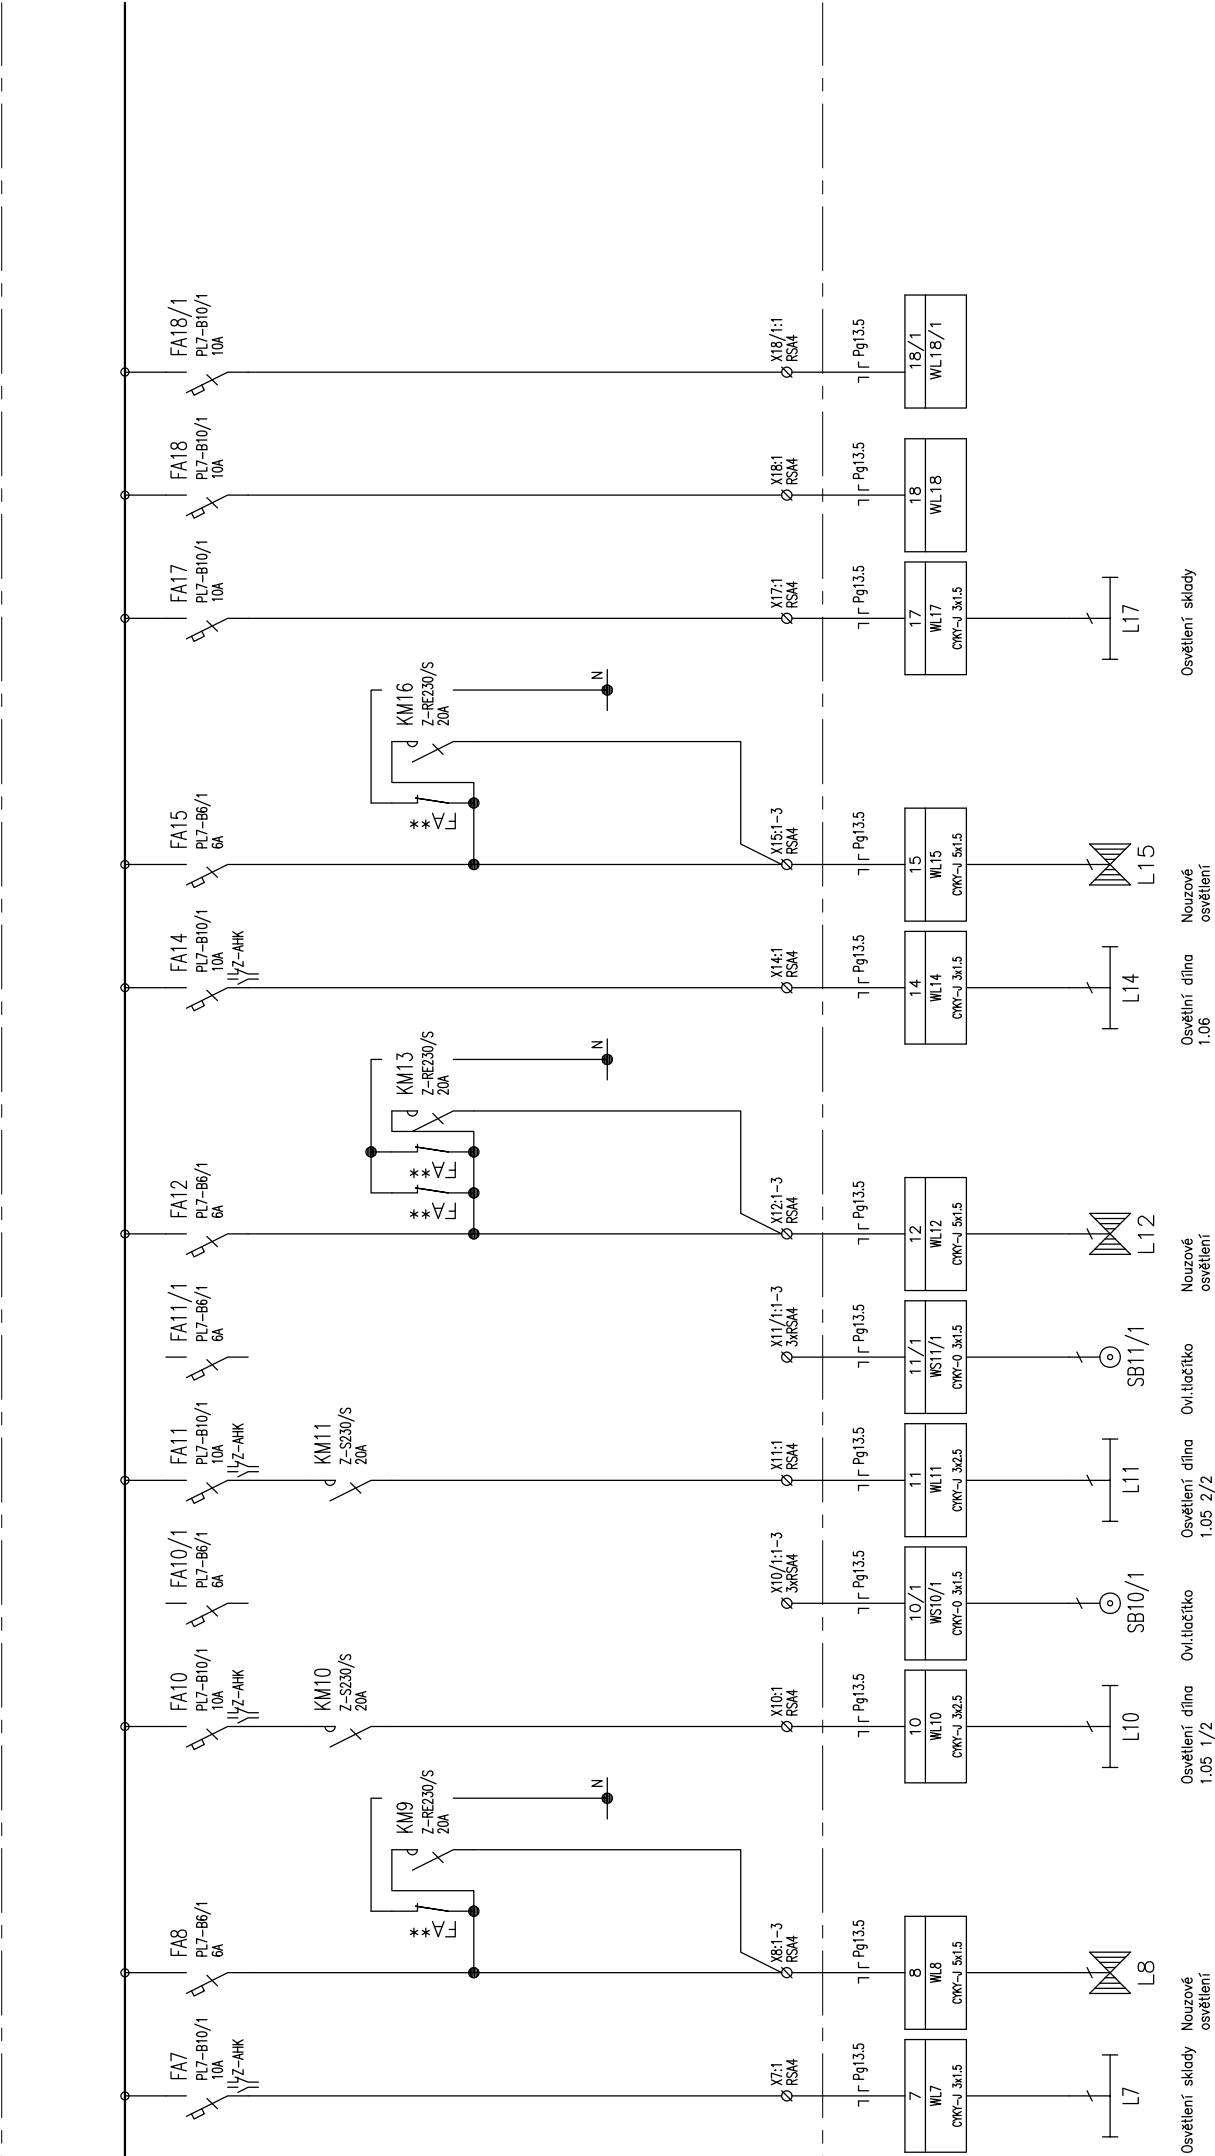 FA7
PL7-B10/1
10A
Z-AHK
X7:1
RSA4
Pg13.5
7
WL7
CYKY-J 3x1.5
L7
Osvětlení sklady
FA8
PL7-B6/1
6A
FA**
KM9
Z-RE230/S
20A
N
X8:1-3
RSA4
Pg13.5
8
WL8
CYKY-J 5x1.5
L8
Nouzové
osvětlení
FA10
PL7-B10/1
10A
Z-AHK
KM10
Z-S230/S
20A
X10:1
RSA4
Pg13.5
10
WL10
CYKY-J 3x2.5
L10
Osvětlení dílna
1.05 1/2
FA10/1
PL7-B6/1
6A
X10/1:1-3
3xRSA4
Pg13.5
10/1
WS10/1
CYKY-O 3x1.5
SB10/1
Ovl.tlačítko
FA11
PL7-B10/1
10A
Z-AHK
KM11
Z-S230/S
20A
X11:1
RSA4
Pg13.5
11
WL11
CYKY-J 3x2.5
L11
Osvětlení dílna
1.05 2/2
FA11/1
PL7-B6/1
6A
X11/1:1-3
3xRSA4
Pg13.5
11/1
WS11/1
CYKY-O 3x1.5
SB11/1
Ovl.tlačítko
FA12
PL7-B6/1
6A
FA**
FA**
KM13
Z-RE230/S
20A
N
X12:1-3
RSA4
Pg13.5
12
WL12
CYKY-J 5x1.5
L12
Nouzové
osvětlení
FA14
PL7-B10/1
10A
Z-AHK
X14:1
RSA4
Pg13.5
14
WL14
CYKY-J 3x1.5
L14
Osvětlní dílna
1.06
FA15
PL7-B6/1
6A
FA**
KM16
Z-RE230/S
20A
N
X15:1-3
RSA4
Pg13.5
15
WL15
CYKY-J 5x1.5
L15
Nouzové
osvětlení
FA17
PL7-B10/1
10A
X17:1
RSA4
Pg13.5
17
WL17
CYKY-J 3x1.5
L17
Osvětlení sklady
FA18
PL7-B10/1
10A
X18:1
RSA4
Pg13.5
18
WL18
FA18/1
PL7-B10/1
10A
X18/1:1
RSA4
Pg13.5
18/1
WL18/1